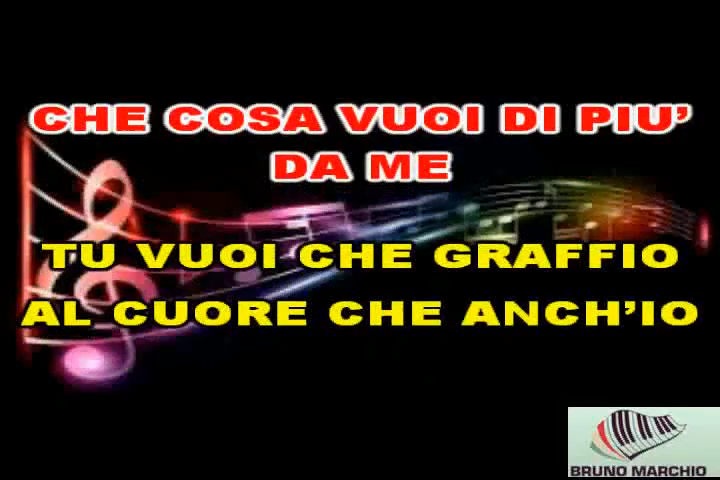 CHE COSA VUOI DI PIU'
DA ME
TU VUOI CHE GRAFFIO
AL CUORE CHE ANCH'IO
BRUNO MARCHIO